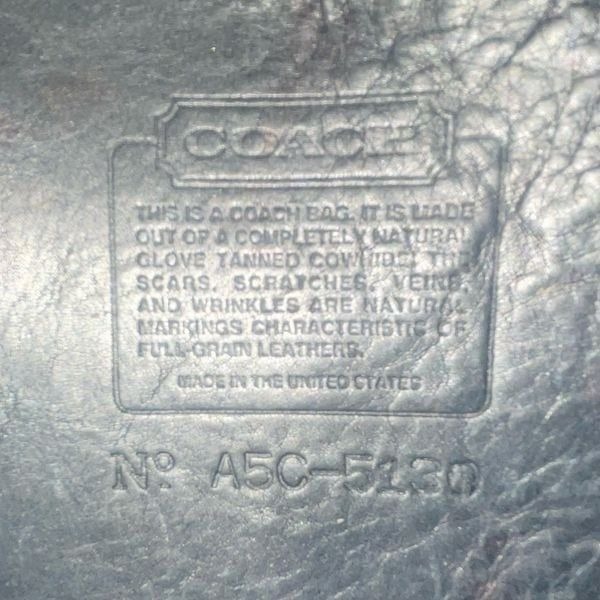 COACH
THIS IS A COACH BAG. IT IS MADE
OUT OF A COMPLETELY NATURAL
GLOVE TANNED COWHIDE. THE
SCARS, SCRATCHES, VEINS,
AND WRINKLES ARE NATURAL
MARKINGS CHARACTERISTIC OF
FULL-GRAIN LEATHERS.
MADE IN THE UNITED STATES
Nº A5C-5130